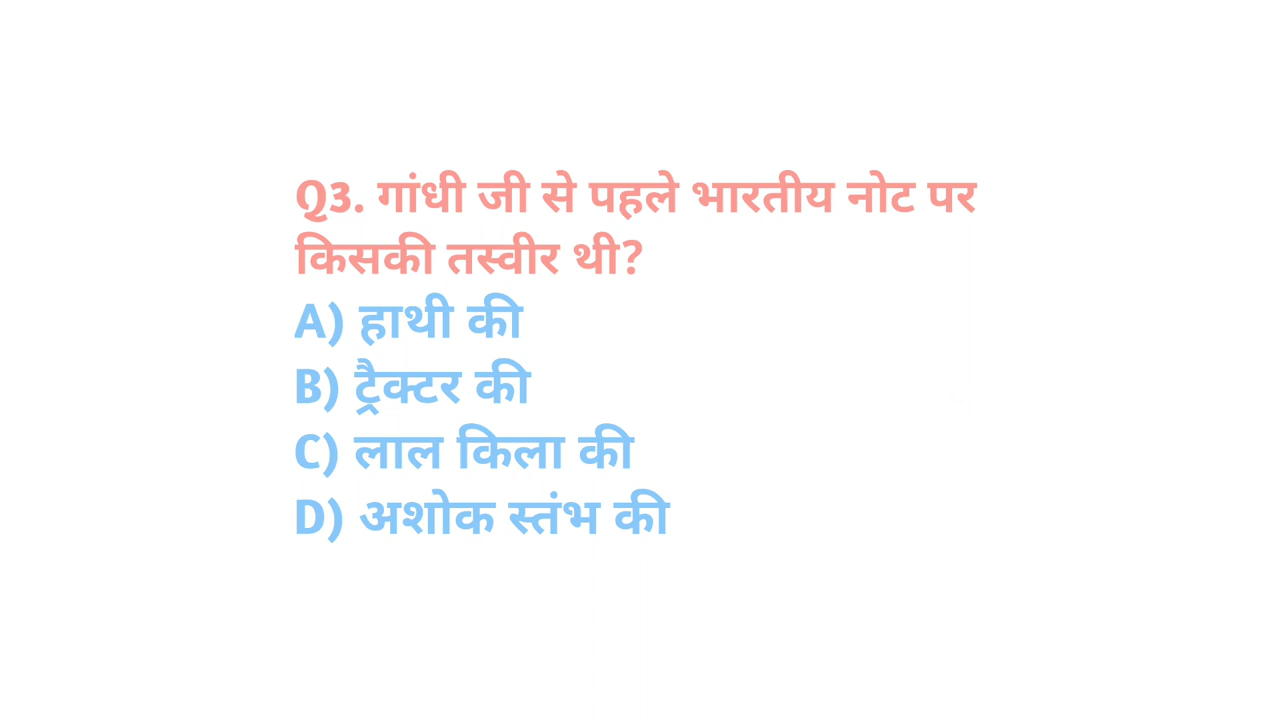 Q3. गांधी जी से पहले भारतीय नोट पर
किसकी तस्वीर थी?
A) हाथी की
B) ट्रैक्टर की
C) लाल किला की
D) अशोक स्तंभ की